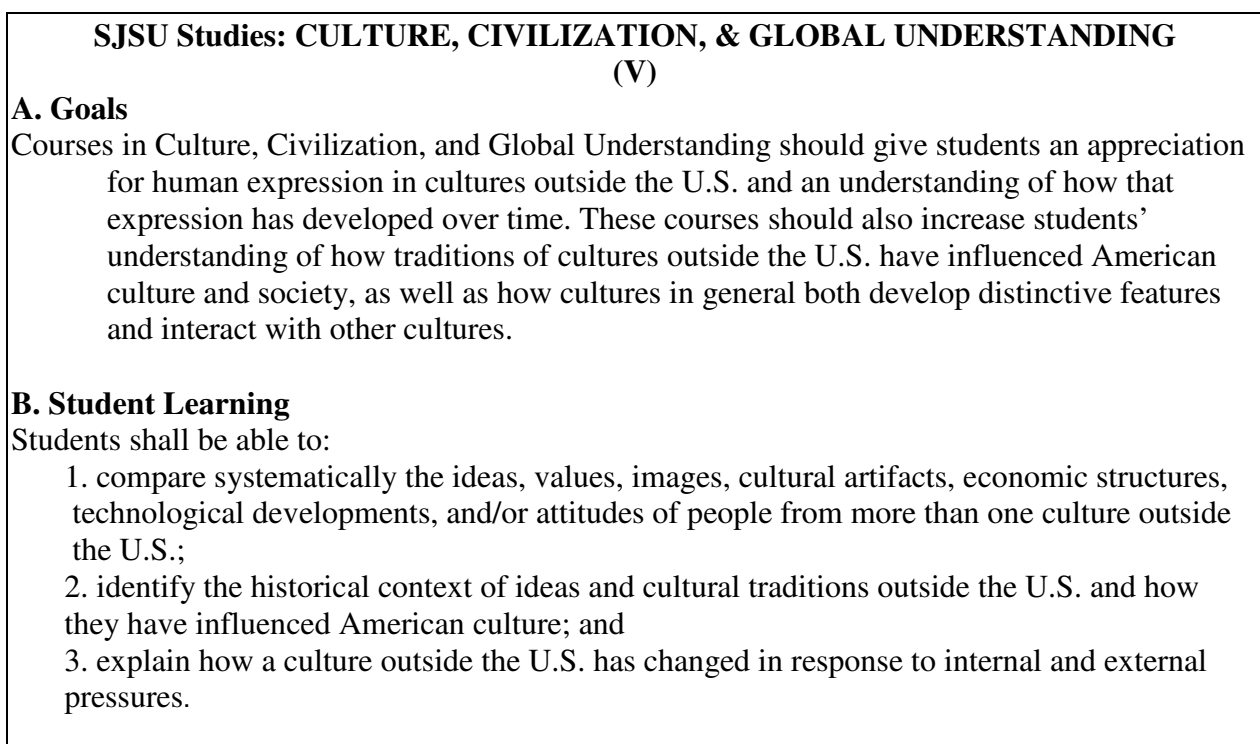 SJSU Studies: CULTURE, CIVILIZATION, & GLOBAL UNDERSTANDING
(V)
A. Goals
Courses in Culture, Civilization, and Global Understanding should give students an appreciation
for human expression in cultures outside the U.S. and an understanding of how that
expression has developed over time. These courses should also increase students’
understanding of how traditions of cultures outside the U.S. have influenced American
culture and society, as well as how cultures in general both develop distinctive features
and interact with other cultures.
B. Student Learning
Students shall be able to:
1. compare systematically the ideas, values, images, cultural artifacts, economic structures,
technological developments, and/or attitudes of people from more than one culture outside
the U.S.;
2. identify the historical context of ideas and cultural traditions outside the U.S. and how
they have influenced American culture; and
3. explain how a culture outside the U.S. has changed in response to internal and external
pressures.